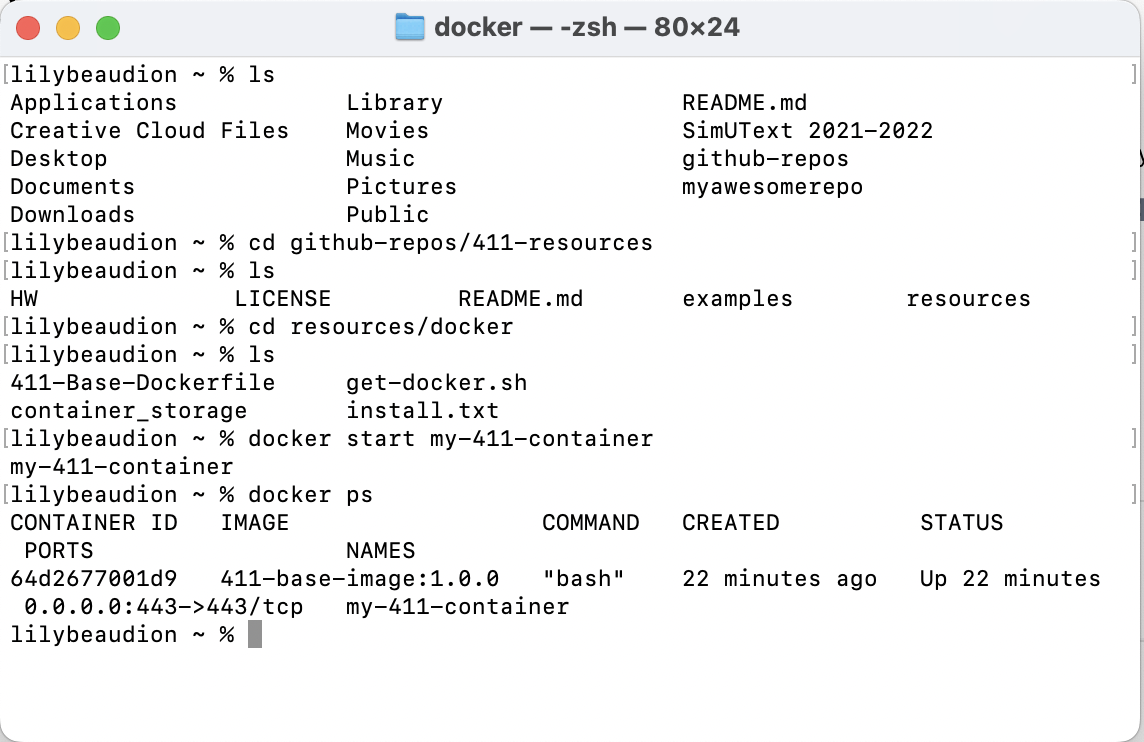 docker — -zsh — 80×24
[lilybeaudion ~ % ls ]
Applications Library README.md
Creative Cloud Files Movies SimUText 2021-2022
Desktop Music github-repos
Documents Pictures myawesomerepo
Downloads Public
[lilybeaudion ~ % cd github-repos/411-resources ]
[lilybeaudion ~ % ls ]
HW LICENSE README.md examples resources
[lilybeaudion ~ % cd resources/docker ]
[lilybeaudion ~ % ls ]
411-Base-Dockerfile get-docker.sh
container_storage install.txt
[lilybeaudion ~ % docker start my-411-container ]
my-411-container
[lilybeaudion ~ % docker ps ]
CONTAINER ID IMAGE COMMAND CREATED STATUS
PORTS NAMES
64d2677001d9 411-base-image:1.0.0 "bash" 22 minutes ago Up 22 minutes
0.0.0.0:443->443/tcp my-411-container
lilybeaudion ~ %